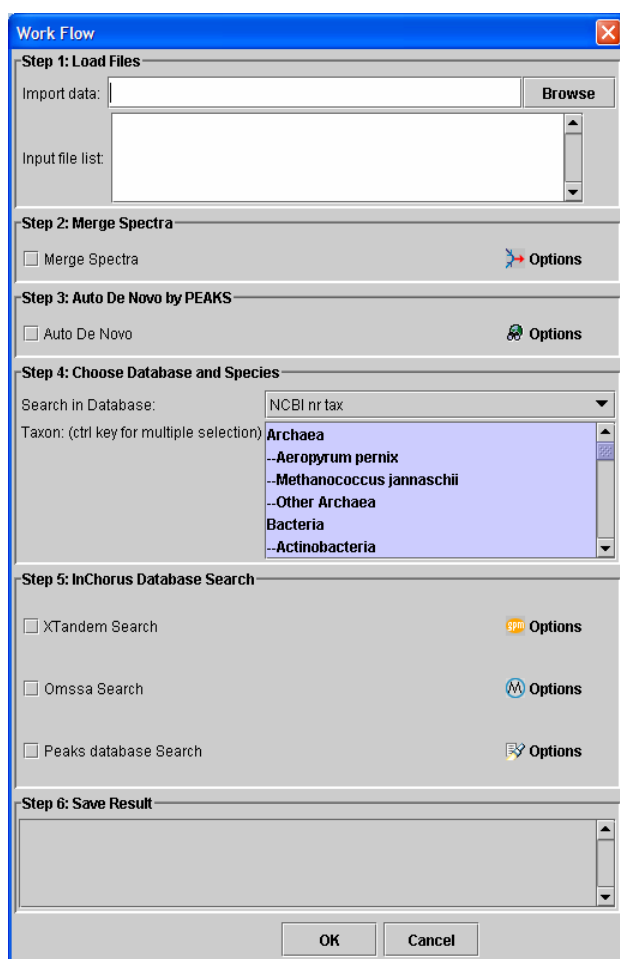 Work Flow
Step 1: Load Files
Import data: Browse
Input file list:
Step 2: Merge Spectra
Merge Spectra Options
Step 3: Auto De Novo by PEAKS
Auto De Novo Options
Step 4: Choose Database and Species
Search in Database: NCBI nr tax
Taxon: (ctrl key for multiple selection) Archaea
--Aeropyrum pernix
--Methanococcus jannaschii
--Other Archaea
Bacteria
--Actinobacteria
Step 5: InChorus Database Search
XTandem Search gpm Options
Omssa Search Options
Peaks database Search Options
Step 6: Save Result
OK Cancel